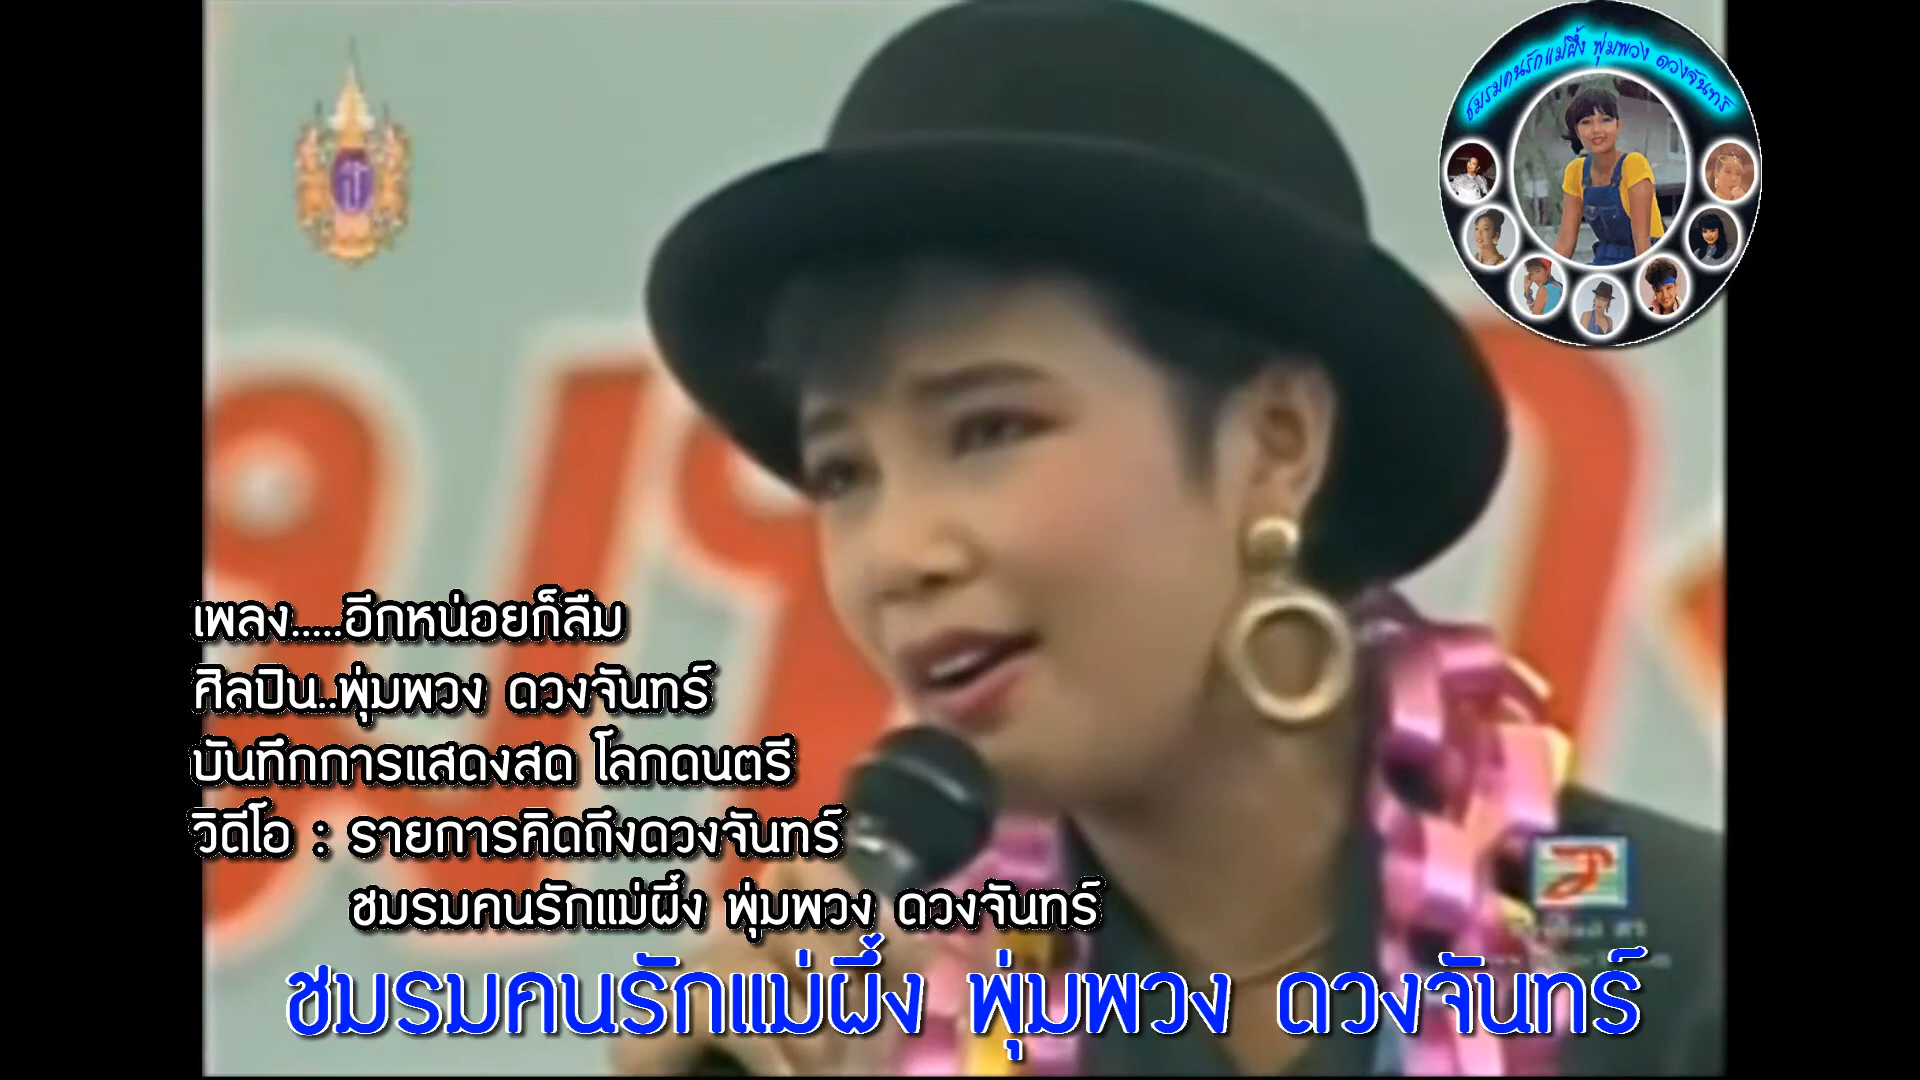 ชมรมคนรักแม่ผึ้ง พุ่มพวง ดวงจันทร์
เพลง.....อีกหน่อยก็ลืม
ศิลปิน..พุ่มพวง ดวงจันทร์
บันทึกการแสดงสด โลกดนตรี
วิดีโอ : รายการคิดถึงดวงจันทร์
ชมรมคนรักแม่ผึ้ง พุ่มพวง ดวงจันทร์
ชมรมคนรักแม่ผึ้ง พุ่มพวง ดวงจันทร์